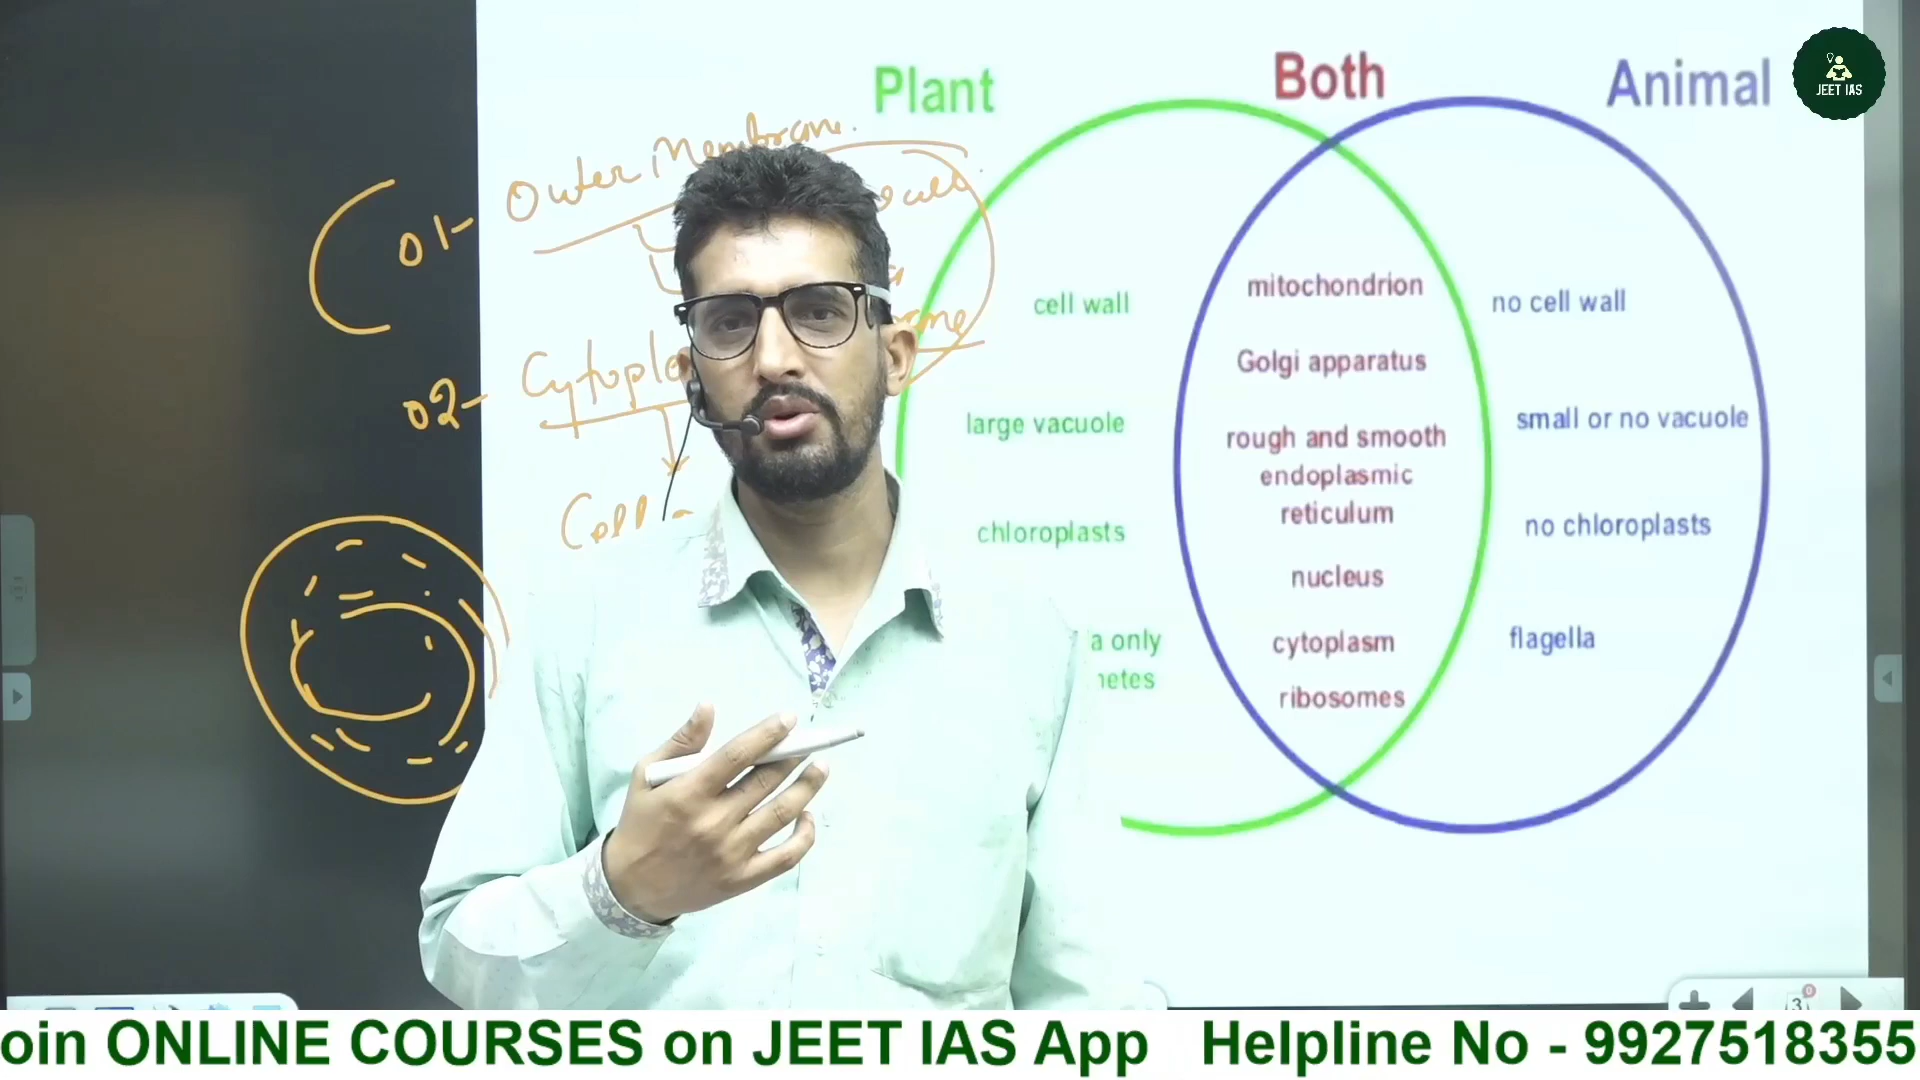 Plant
Both
Animal
JEET IAS
01- Outer Membrane.
02-
mitochondrion
cell wall
no cell wall
Golgi apparatus
large vacuole
small or no vacuole
rough and smooth
endoplasmic
reticulum
chloroplasts
no chloroplasts
nucleus
only
flagella
cytoplasm
ribosomes
3
0
ONLINE COURSES on JEET IAS App Helpline No - 9927518355